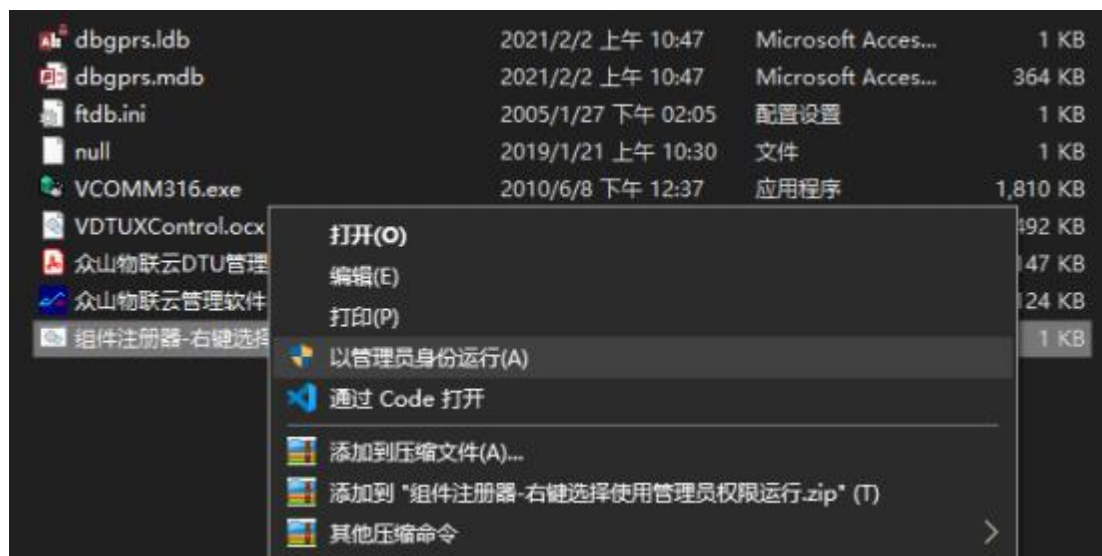 dbgprs.ldb 2021/2/2 上午 10:47 Microsoft Acces... 1 KB
dbgprs.mdb 2021/2/2 上午 10:47 Microsoft Acces... 364 KB
ftdb.ini 2005/1/27 下午 02:05 配置设置 1 KB
null 2019/1/21 上午 10:30 文件 1 KB
VCOMM316.exe 2010/6/8 下午 12:37 应用程序 1,810 KB
VDTUXControl.ocx 492 KB
众山物联云DTU管理 147 KB
众山物联云管理软件 124 KB
组件注册器-右键选择 1 KB
打开(O)
编辑(E)
打印(P)
以管理员身份运行(A)
通过 Code 打开
添加到压缩文件(A)...
添加到 "组件注册器-右键选择使用管理员权限运行.zip" (T)
其他压缩命令